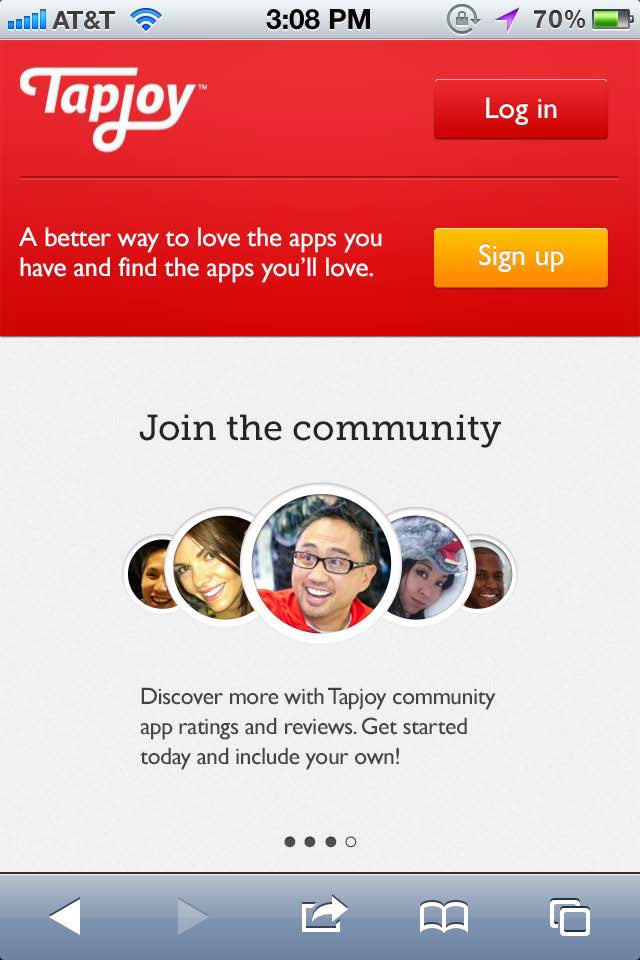 AT&T 3:08 PM 70%
Tapjoy™
Log in
A better way to love the apps you
have and find the apps you'll love.
Sign up
Join the community
Discover more with Tapjoy community
app ratings and reviews. Get started
today and include your own!